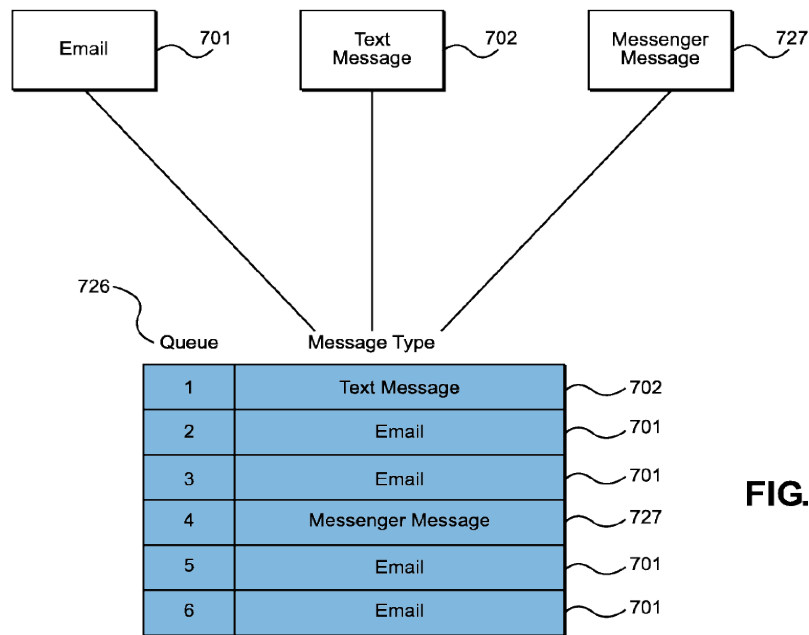 Email 701
Text Message 702
Messenger Message 727
726
Queue Message Type
1 Text Message 702
2 Email 701
3 Email 701
FIG.
4 Messenger Message 727
5 Email 701
6 Email 701